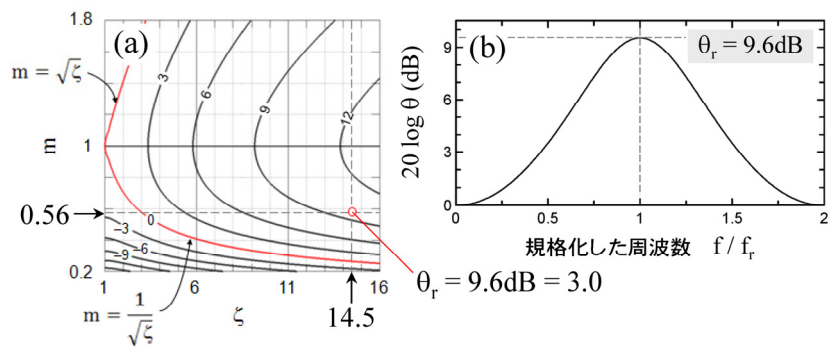 (a)
1.8
1
0.2
m
m = √ζ
0.56
3
6
9
12
0
−3
−6
−9
1
6
11
16
ζ
m = 1/√ζ
14.5
θr = 9.6dB = 3.0
(b)
θr = 9.6dB
20 log θ (dB)
9
6
3
0
0
0.5
1
1.5
2
規格化した周波数 f / fr